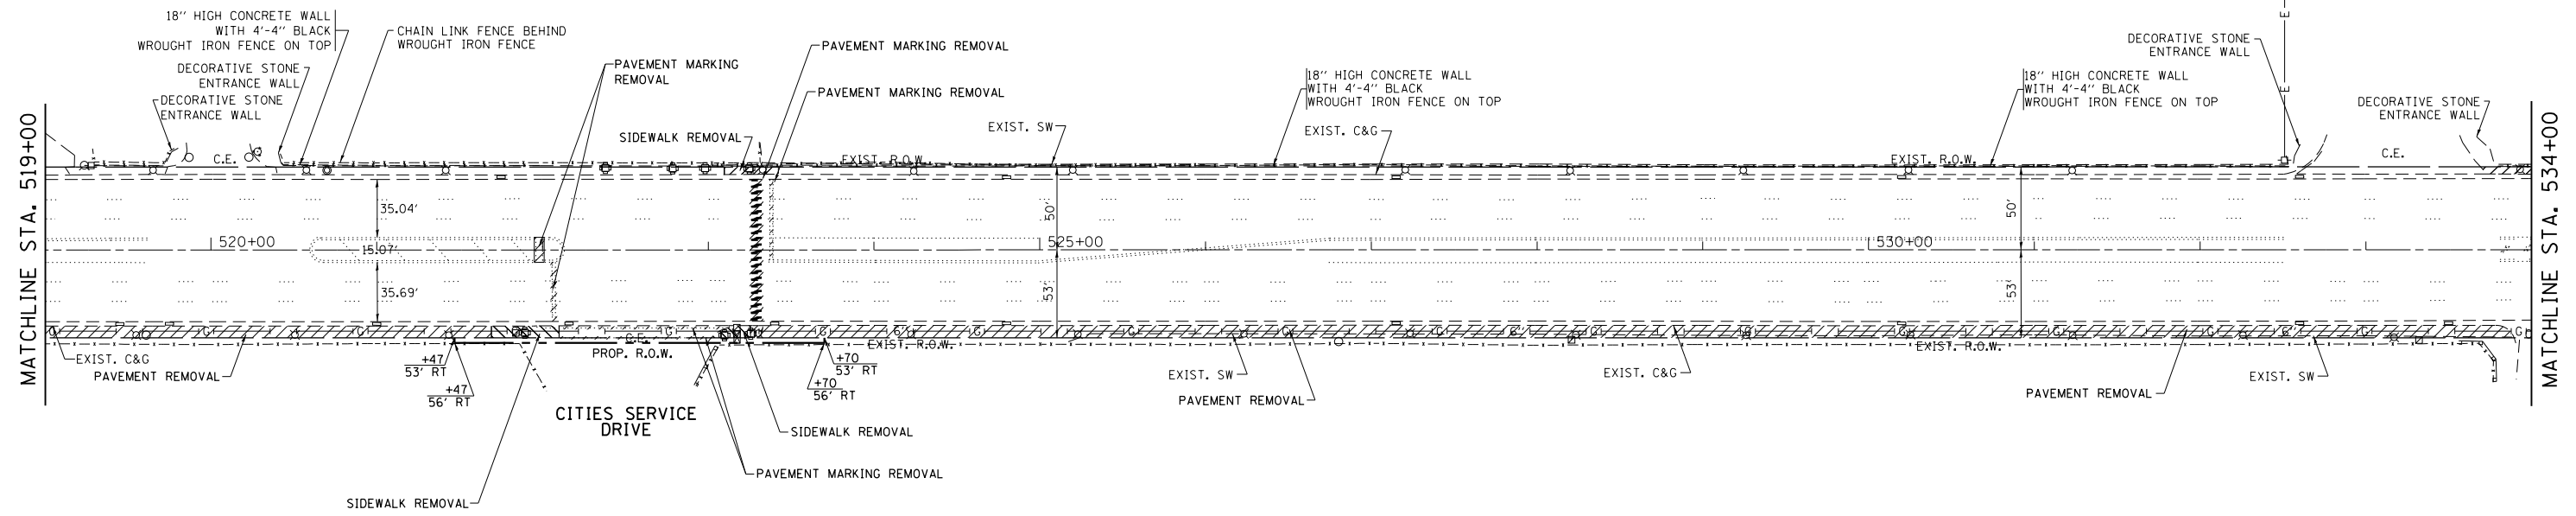 18" HIGH CONCRETE WALL
WITH 4'-4" BLACK
WROUGHT IRON FENCE ON TOP
CHAIN LINK FENCE BEHIND
WROUGHT IRON FENCE
DECORATIVE STONE
ENTRANCE WALL
DECORATIVE STONE
ENTRANCE WALL
PAVEMENT MARKING
REMOVAL
PAVEMENT MARKING REMOVAL
PAVEMENT MARKING REMOVAL
SIDEWALK REMOVAL
EXIST. SW
18" HIGH CONCRETE WALL
WITH 4'-4" BLACK
WROUGHT IRON FENCE ON TOP
EXIST. C&G
18" HIGH CONCRETE WALL
WITH 4'-4" BLACK
WROUGHT IRON FENCE ON TOP
DECORATIVE STONE
ENTRANCE WALL
DECORATIVE STONE
ENTRANCE WALL
E
E
MATCHLINE STA. 519+00
MATCHLINE STA. 534+00
C.E.
EXIST. R.O.W.
EXIST. R.O.W.
C.E.
35.04'
15.07'
35.69'
50'
53'
50'
53'
520+00
525+00
530+00
G
G
G
C.E.
G
G
6"
G
G
G
G
6"
G
G
G
G
G
6"
G
G
EXIST. C&G
PAVEMENT REMOVAL
PROP. R.O.W.
EXIST. R.O.W.
EXIST. R.O.W.
+47
53' RT
+47
56' RT
+70
53' RT
+70
56' RT
CITIES SERVICE
DRIVE
SIDEWALK REMOVAL
PAVEMENT MARKING REMOVAL
SIDEWALK REMOVAL
EXIST. SW
PAVEMENT REMOVAL
EXIST. C&G
PAVEMENT REMOVAL
EXIST. SW